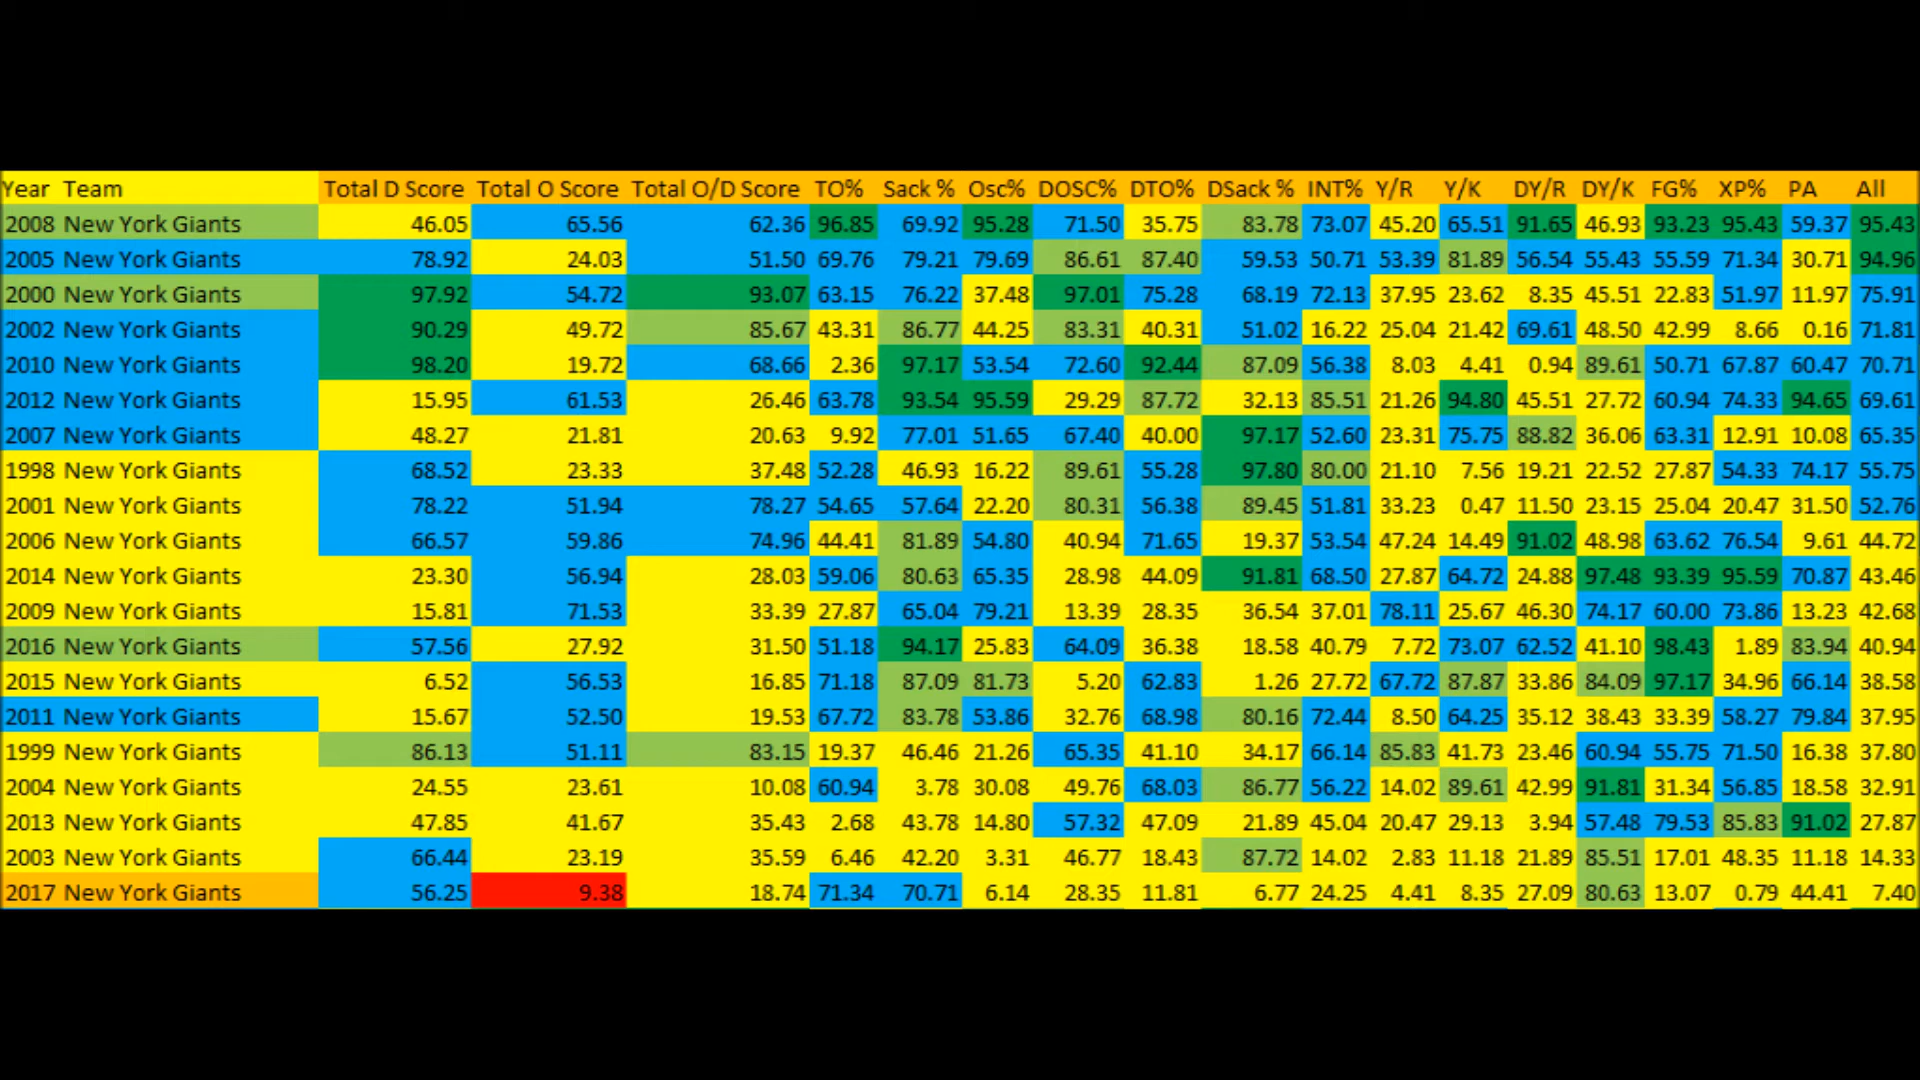 Year Team Total D Score Total O Score Total O/D Score TO% Sack % Osc% DOSC% DTO% DSack % INT% Y/R Y/K DY/R DY/K FG% XP% PA All
2008 New York Giants 46.05 65.56 62.36 96.85 69.92 95.28 71.50 35.75 83.78 73.07 45.20 65.51 91.65 46.93 93.23 95.43 59.37 95.43
2005 New York Giants 78.92 24.03 51.50 69.76 79.21 79.69 86.61 87.40 59.53 50.71 53.39 81.89 56.54 55.43 55.59 71.34 30.71 94.96
2000 New York Giants 97.92 54.72 93.07 63.15 76.22 37.48 97.01 75.28 68.19 72.13 37.95 23.62 8.35 45.51 22.83 51.97 11.97 75.91
2002 New York Giants 90.29 49.72 85.67 43.31 86.77 44.25 83.31 40.31 51.02 16.22 25.04 21.42 69.61 48.50 42.99 8.66 0.16 71.81
2010 New York Giants 98.20 19.72 68.66 2.36 97.17 53.54 72.60 92.44 87.09 56.38 8.03 4.41 0.94 89.61 50.71 67.87 60.47 70.71
2012 New York Giants 15.95 61.53 26.46 63.78 93.54 95.59 29.29 87.72 32.13 85.51 21.26 94.80 45.51 27.72 60.94 74.33 94.65 69.61
2007 New York Giants 48.27 21.81 20.63 9.92 77.01 51.65 67.40 40.00 97.17 52.60 23.31 75.75 88.82 36.06 63.31 12.91 10.08 65.35
1998 New York Giants 68.52 23.33 37.48 52.28 46.93 16.22 89.61 55.28 97.80 80.00 21.10 7.56 19.21 22.52 27.87 54.33 74.17 55.75
2001 New York Giants 78.22 51.94 78.27 54.65 57.64 22.20 80.31 56.38 89.45 51.81 33.23 0.47 11.50 23.15 25.04 20.47 31.50 52.76
2006 New York Giants 66.57 59.86 74.96 44.41 81.89 54.80 40.94 71.65 19.37 53.54 47.24 14.49 91.02 48.98 63.62 76.54 9.61 44.72
2014 New York Giants 23.30 56.94 28.03 59.06 80.63 65.35 28.98 44.09 91.81 68.50 27.87 64.72 24.88 97.48 93.39 95.59 70.87 43.46
2009 New York Giants 15.81 71.53 33.39 27.87 65.04 79.21 13.39 28.35 36.54 37.01 78.11 25.67 46.30 74.17 60.00 73.86 13.23 42.68
2016 New York Giants 57.56 27.92 31.50 51.18 94.17 25.83 64.09 36.38 18.58 40.79 7.72 73.07 62.52 41.10 98.43 1.89 83.94 40.94
2015 New York Giants 6.52 56.53 16.85 71.18 87.09 81.73 5.20 62.83 1.26 27.72 67.72 87.87 33.86 84.09 97.17 34.96 66.14 38.58
2011 New York Giants 15.67 52.50 19.53 67.72 83.78 53.86 32.76 68.98 80.16 72.44 8.50 64.25 35.12 38.43 33.39 58.27 79.84 37.95
1999 New York Giants 86.13 51.11 83.15 19.37 46.46 21.26 65.35 41.10 34.17 66.14 85.83 41.73 23.46 60.94 55.75 71.50 16.38 37.80
2004 New York Giants 24.55 23.61 10.08 60.94 3.78 30.08 49.76 68.03 86.77 56.22 14.02 89.61 42.99 91.81 31.34 56.85 18.58 32.91
2013 New York Giants 47.85 41.67 35.43 2.68 43.78 14.80 57.32 47.09 21.89 45.04 20.47 29.13 3.94 57.48 79.53 85.83 91.02 27.87
2003 New York Giants 66.44 23.19 35.59 6.46 42.20 3.31 46.77 18.43 87.72 14.02 2.83 11.18 21.89 85.51 17.01 48.35 11.18 14.33
2017 New York Giants 56.25 9.38 18.74 71.34 70.71 6.14 28.35 11.81 6.77 24.25 4.41 8.35 27.09 80.63 13.07 0.79 44.41 7.40